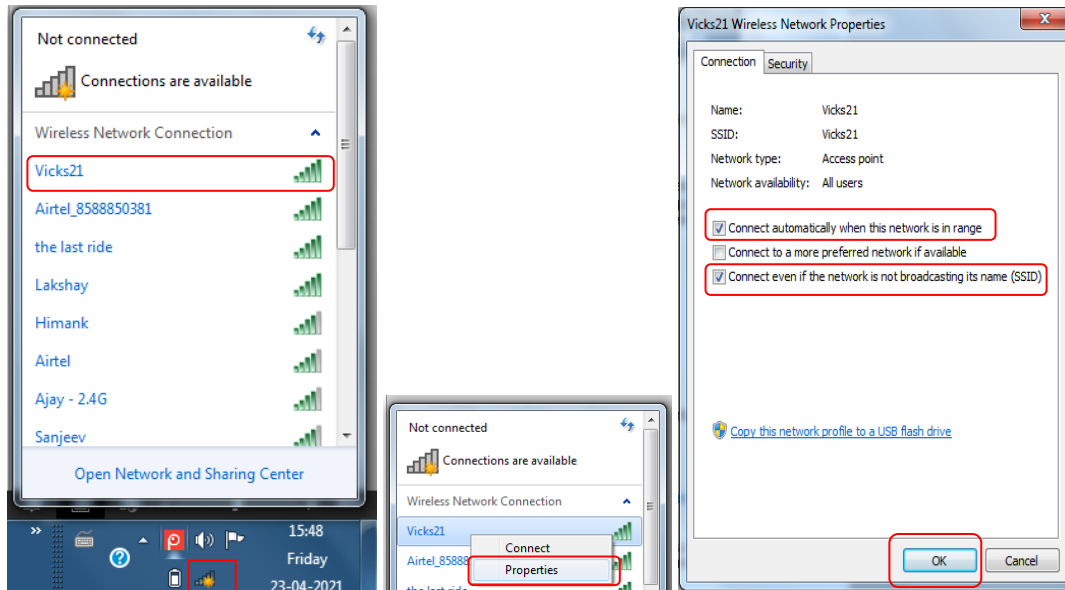 Not connected
Connections are available
Wireless Network Connection
Vicks21
Airtel_8588850381
the last ride
Lakshay
Himank
Airtel
Ajay - 2.4G
Sanjeev
Open Network and Sharing Center
»
15:48
Friday
23-04-2021
Not connected
Connections are available
Wireless Network Connection
Vicks21
Connect
Airtel_85888
Properties
Vicks21 Wireless Network Properties
Connection Security
Name: Vicks21
SSID: Vicks21
Network type: Access point
Network availability: All users
Connect automatically when this network is in range
Connect to a more preferred network if available
Connect even if the network is not broadcasting its name (SSID)
Copy this network profile to a USB flash drive
OK Cancel